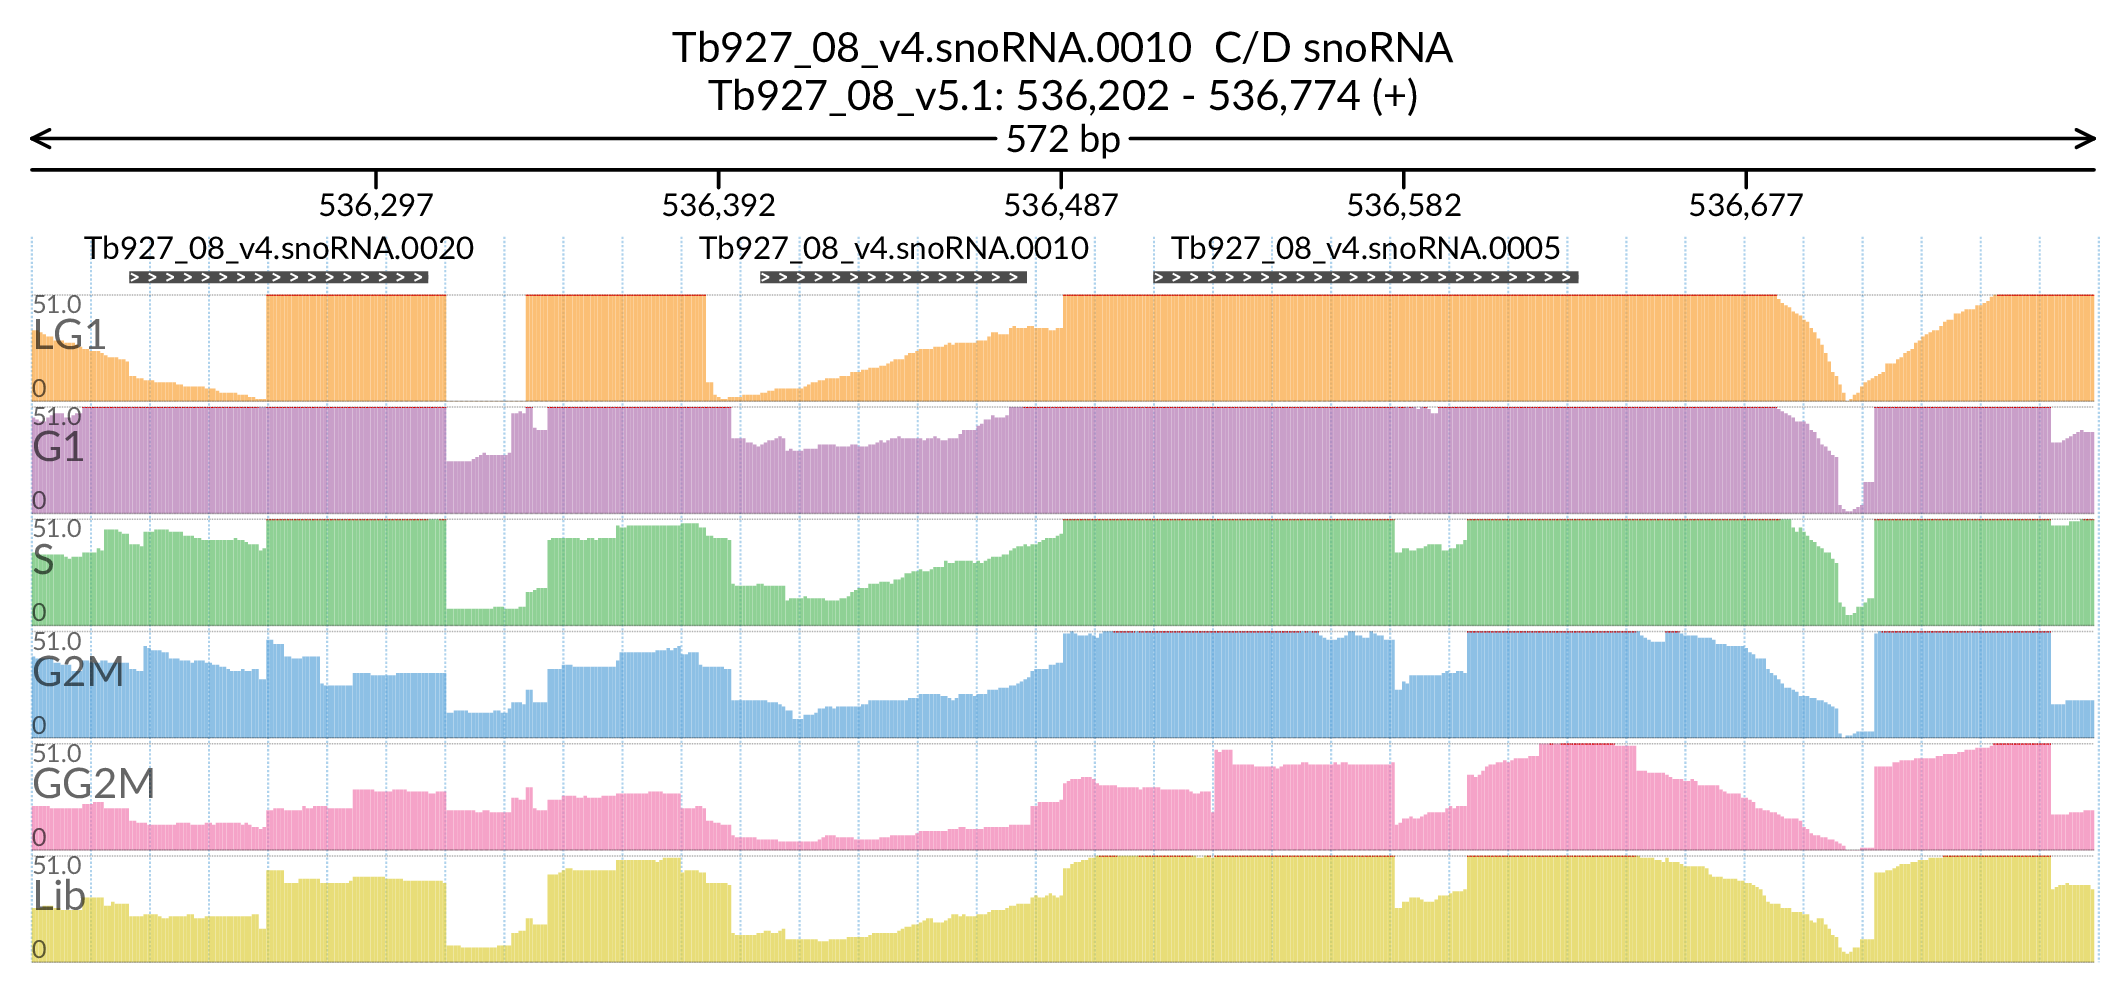 Tb927_08_v4.snoRNA.0010 C/D snoRNA
Tb927_08_v5.1: 536,202 - 536,774 (+)
572 bp
536,297 536,392 536,487 536,582 536,677
Tb927_08_v4.snoRNA.0020 Tb927_08_v4.snoRNA.0010 Tb927_08_v4.snoRNA.0005
51.0
LG1
0
51.0
G1
0
51.0
S
0
51.0
G2M
0
51.0
GG2M
0
51.0
Lib
0